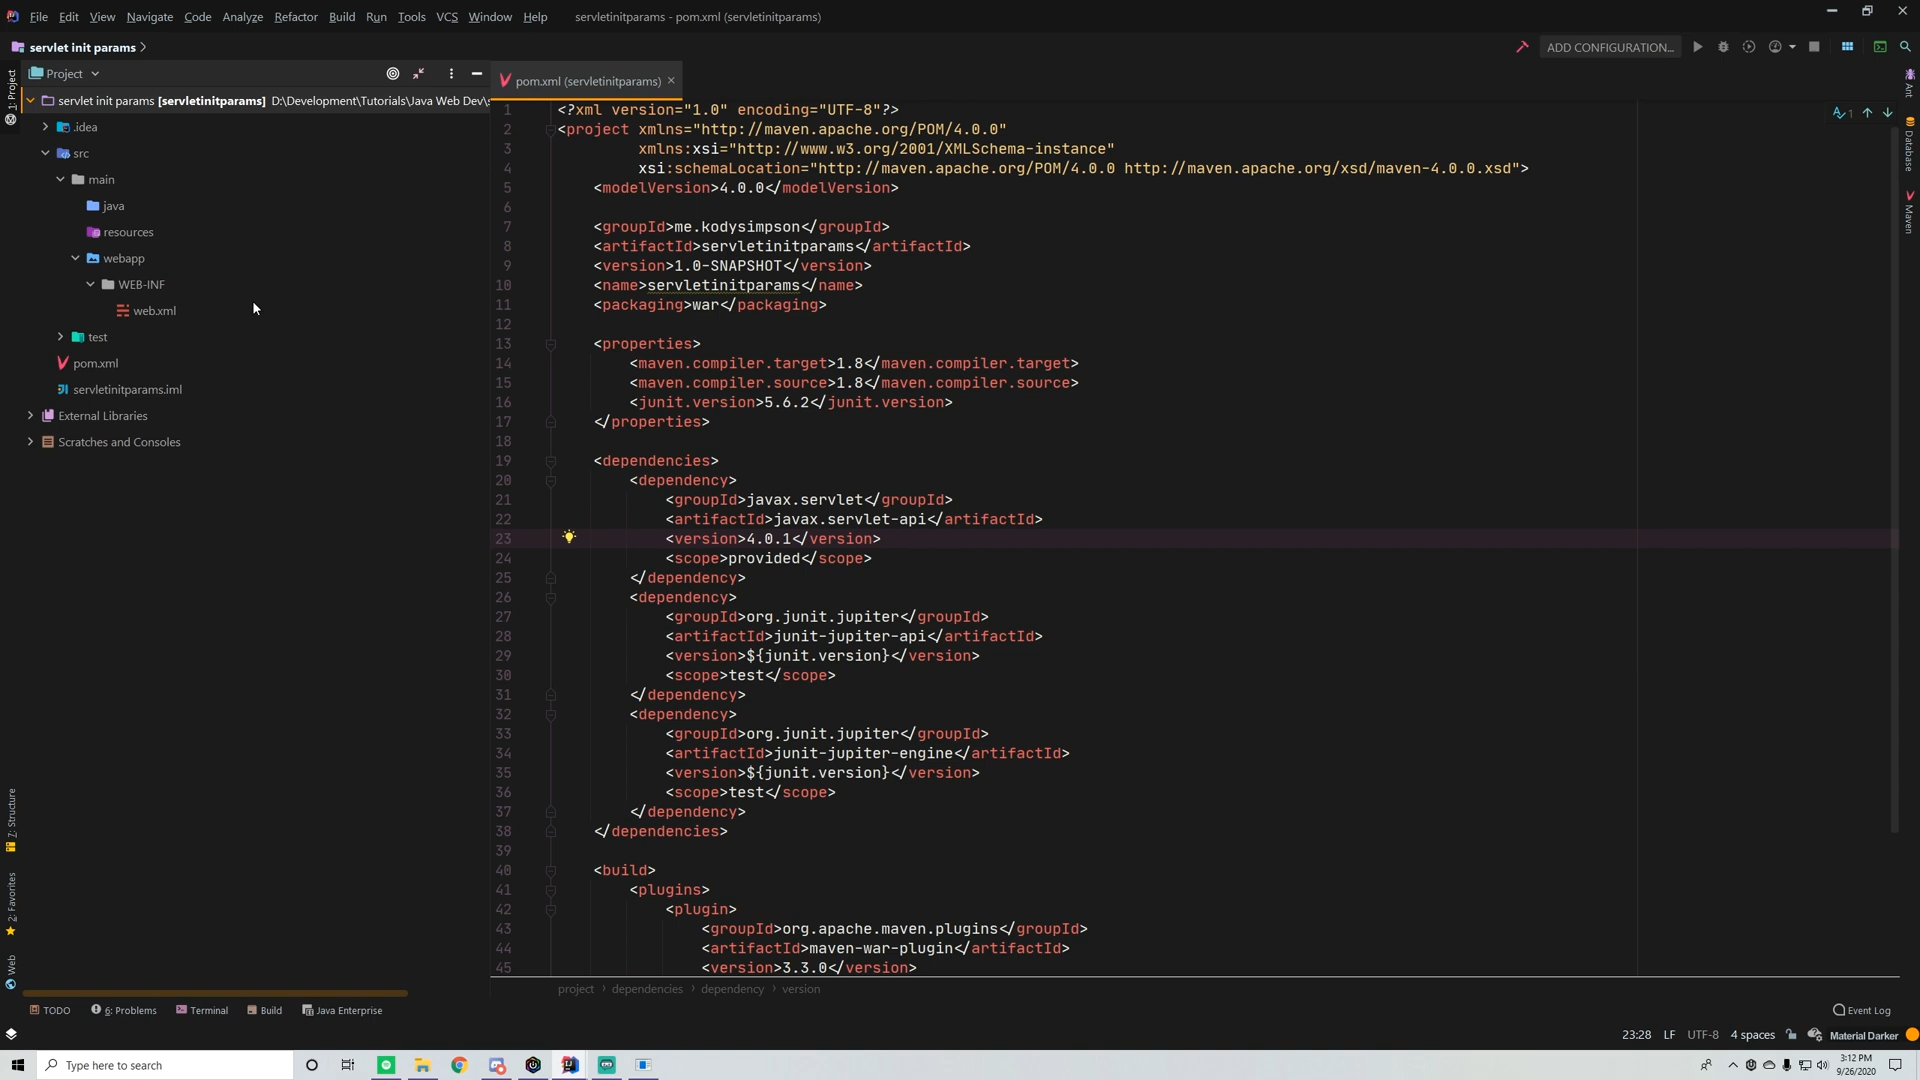 File Edit View Navigate Code Analyze Refactor Build Run Tools VCS Window Help servletinitparams - pom.xml (servletinitparams)
servlet init params
ADD CONFIGURATION...
Project
pom.xml (servletinitparams)
servlet init params [servletinitparams] D:\Development\Tutorials\Java Web Dev\s
.idea
src
main
java
resources
webapp
WEB-INF
web.xml
test
pom.xml
servletinitparams.iml
External Libraries
Scratches and Consoles
1: Project
7: Structure
2: Favorites
Web
1 <?xml version="1.0" encoding="UTF-8"?>
2 <project xmlns="http://maven.apache.org/POM/4.0.0"
3 xmlns:xsi="http://www.w3.org/2001/XMLSchema-instance"
4 xsi:schemaLocation="http://maven.apache.org/POM/4.0.0 http://maven.apache.org/xsd/maven-4.0.0.xsd">
5 <modelVersion>4.0.0</modelVersion>
6
7 <groupId>me.kodysimpson</groupId>
8 <artifactId>servletinitparams</artifactId>
9 <version>1.0-SNAPSHOT</version>
10 <name>servletinitparams</name>
11 <packaging>war</packaging>
12
13 <properties>
14 <maven.compiler.target>1.8</maven.compiler.target>
15 <maven.compiler.source>1.8</maven.compiler.source>
16 <junit.version>5.6.2</junit.version>
17 </properties>
18
19 <dependencies>
20 <dependency>
21 <groupId>javax.servlet</groupId>
22 <artifactId>javax.servlet-api</artifactId>
23 <version>4.0.1</version>
24 <scope>provided</scope>
25 </dependency>
26 <dependency>
27 <groupId>org.junit.jupiter</groupId>
28 <artifactId>junit-jupiter-api</artifactId>
29 <version>${junit.version}</version>
30 <scope>test</scope>
31 </dependency>
32 <dependency>
33 <groupId>org.junit.jupiter</groupId>
34 <artifactId>junit-jupiter-engine</artifactId>
35 <version>${junit.version}</version>
36 <scope>test</scope>
37 </dependency>
38 </dependencies>
39
40 <build>
41 <plugins>
42 <plugin>
43 <groupId>org.apache.maven.plugins</groupId>
44 <artifactId>maven-war-plugin</artifactId>
45 <version>3.3.0</version>
1
Ant
Database
Maven
project dependencies dependency version
TODO 6: Problems Terminal Build Java Enterprise Event Log
23:28 LF UTF-8 4 spaces Material Darker
Type here to search
3:12 PM
9/26/2020